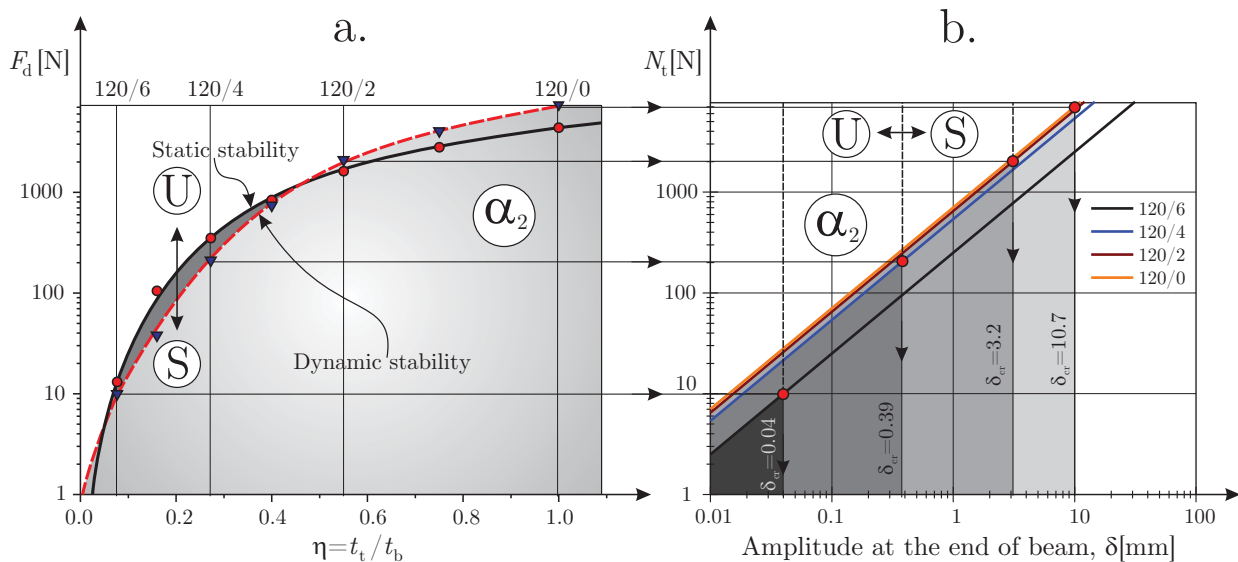 a.
F_d [N]
120/6
120/4
120/2
120/0
Static stability
U
S
α_2
Dynamic stability
1000
100
10
1
0.0
0.2
0.4
0.6
0.8
1.0
η=t_t/t_b
b.
N_t [N]
U
S
α_2
120/6
120/4
120/2
120/0
δ_cr=0.04
δ_cr=0.39
δ_cr=3.2
δ_cr=10.7
1000
100
10
1
0.01
0.1
1
10
100
Amplitude at the end of beam, δ[mm]